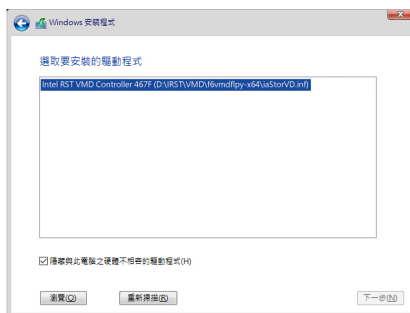 Windows 安裝程式
選取要安裝的驅動程式
Intel RST VMD Controller 467F (D:\IRST\VMD\f6vmdflpy-x64\iaStorVD.inf)
隱藏與此電腦之硬體不相容的驅動程式(H)
瀏覽(O)
重新掃描(R)
下一步(N)